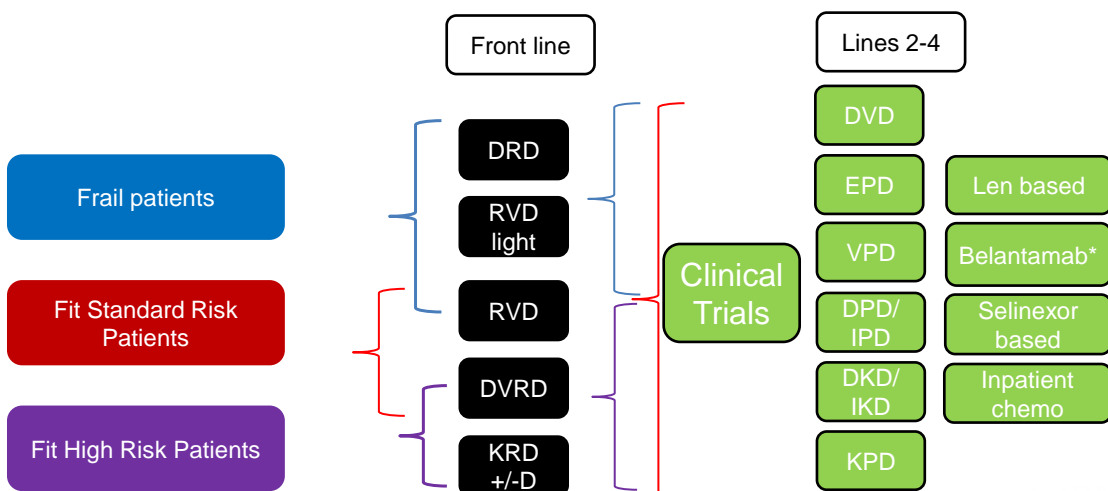 Front line
Lines 2-4
Frail patients
Fit Standard Risk
Patients
Fit High Risk Patients
DRD
RVD
light
RVD
DVRD
KRD
+/-D
Clinical
Trials
DVD
EPD
VPD
DPD/
IPD
DKD/
IKD
KPD
Len based
Belantamab*
Selinexor
based
Inpatient
chemo